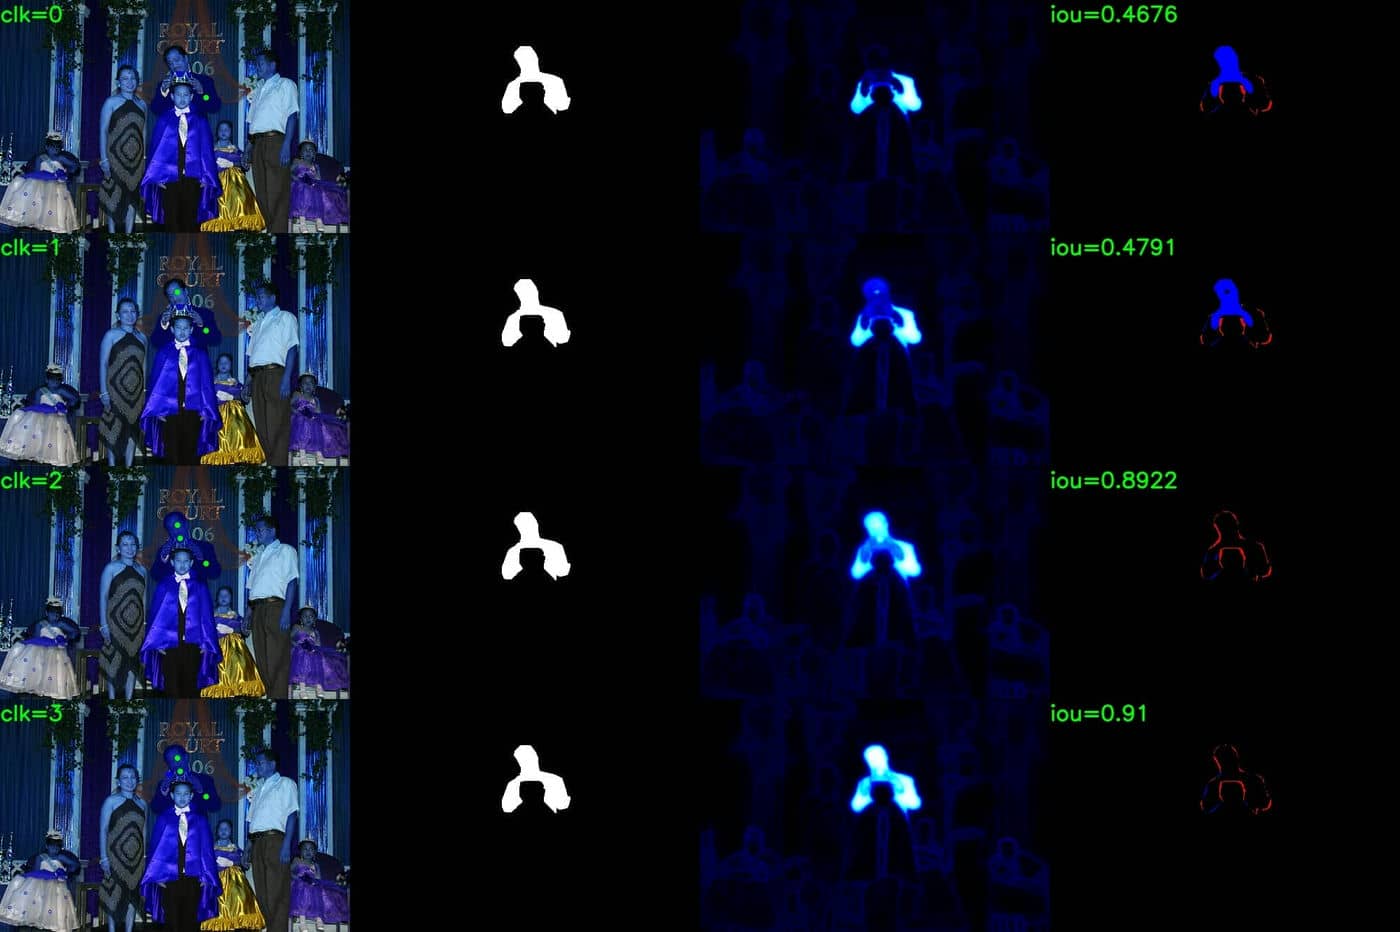 clk=0
iou=0.4676
ROYAL
COURT
06
clk=1
iou=0.4791
ROYAL
COURT
06
clk=2
iou=0.8922
ROYAL
COURT
06
clk=3
iou=0.91
ROYAL
COURT
06